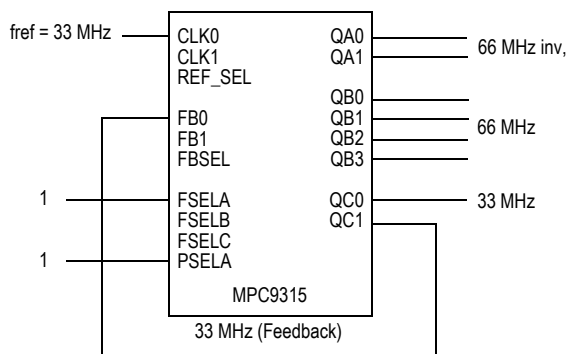 fref = 33 MHz
CLK0
CLK1
REF_SEL
FB0
FB1
FBSEL
1
FSELA
FSELB
FSELC
1
PSELA
QA0
QA1
66 MHz inv,
QB0
QB1
QB2
QB3
66 MHz
QC0
33 MHz
QC1
MPC9315
33 MHz (Feedback)